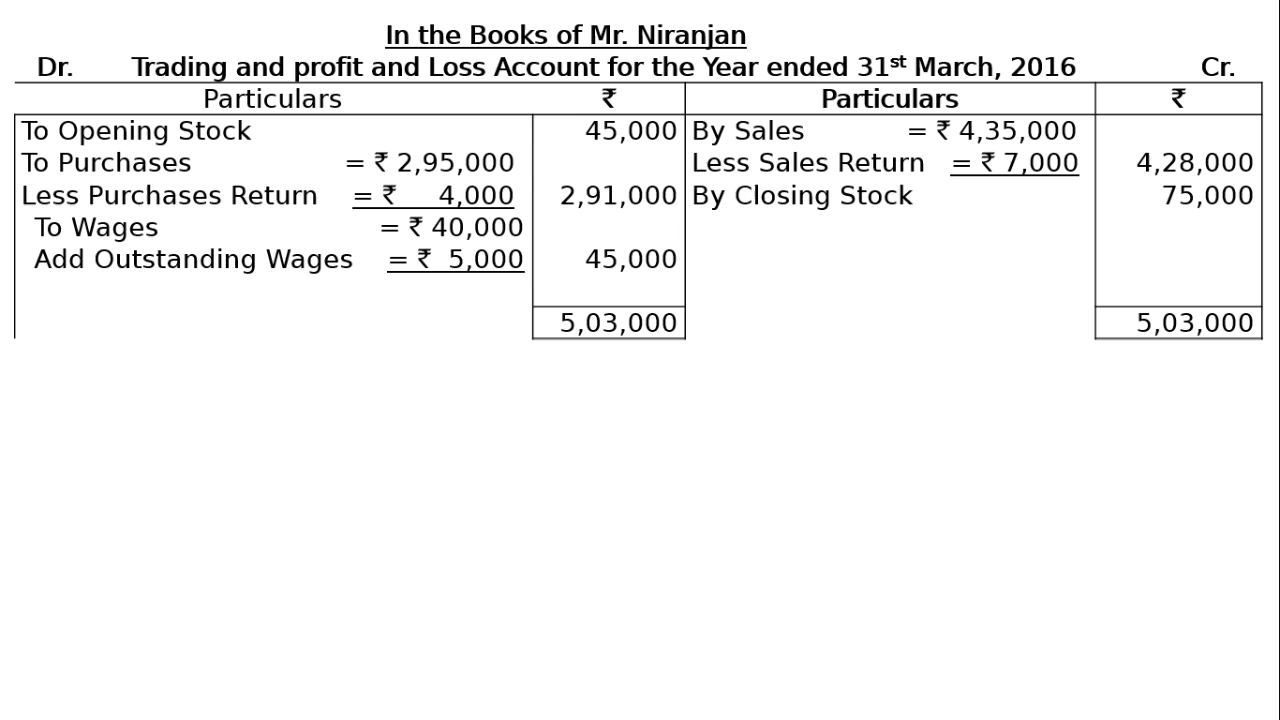 In the Books of Mr. Niranjan
Dr. Trading and profit and Loss Account for the Year ended 31st March, 2016 Cr.
Particulars ₹ Particulars ₹
To Opening Stock 45,000 By Sales = ₹ 4,35,000
To Purchases = ₹ 2,95,000 Less Sales Return = ₹ 7,000 4,28,000
Less Purchases Return = ₹ 4,000 2,91,000 By Closing Stock 75,000
To Wages = ₹ 40,000
Add Outstanding Wages = ₹ 5,000 45,000
5,03,000 5,03,000